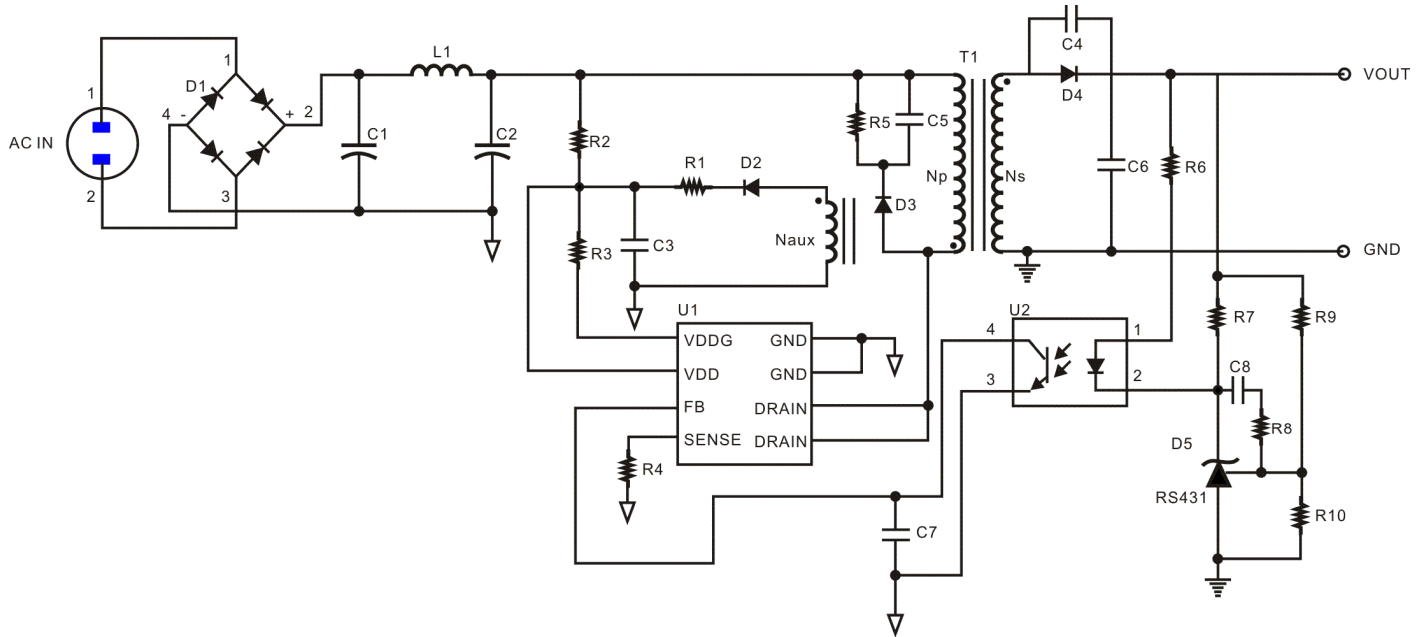 AC IN
1
2
D1
1
4
-
+
2
3
C1
L1
C2
R2
R1
D2
R3
C3
Naux
R5
C5
D3
T1
Np
Ns
C4
D4
C6
R6
VOUT
GND
U1
VDDG
VDD
FB
SENSE
GND
GND
DRAIN
DRAIN
R4
C7
U2
4
3
1
2
R7
R9
C8
R8
D5
RS431
R10